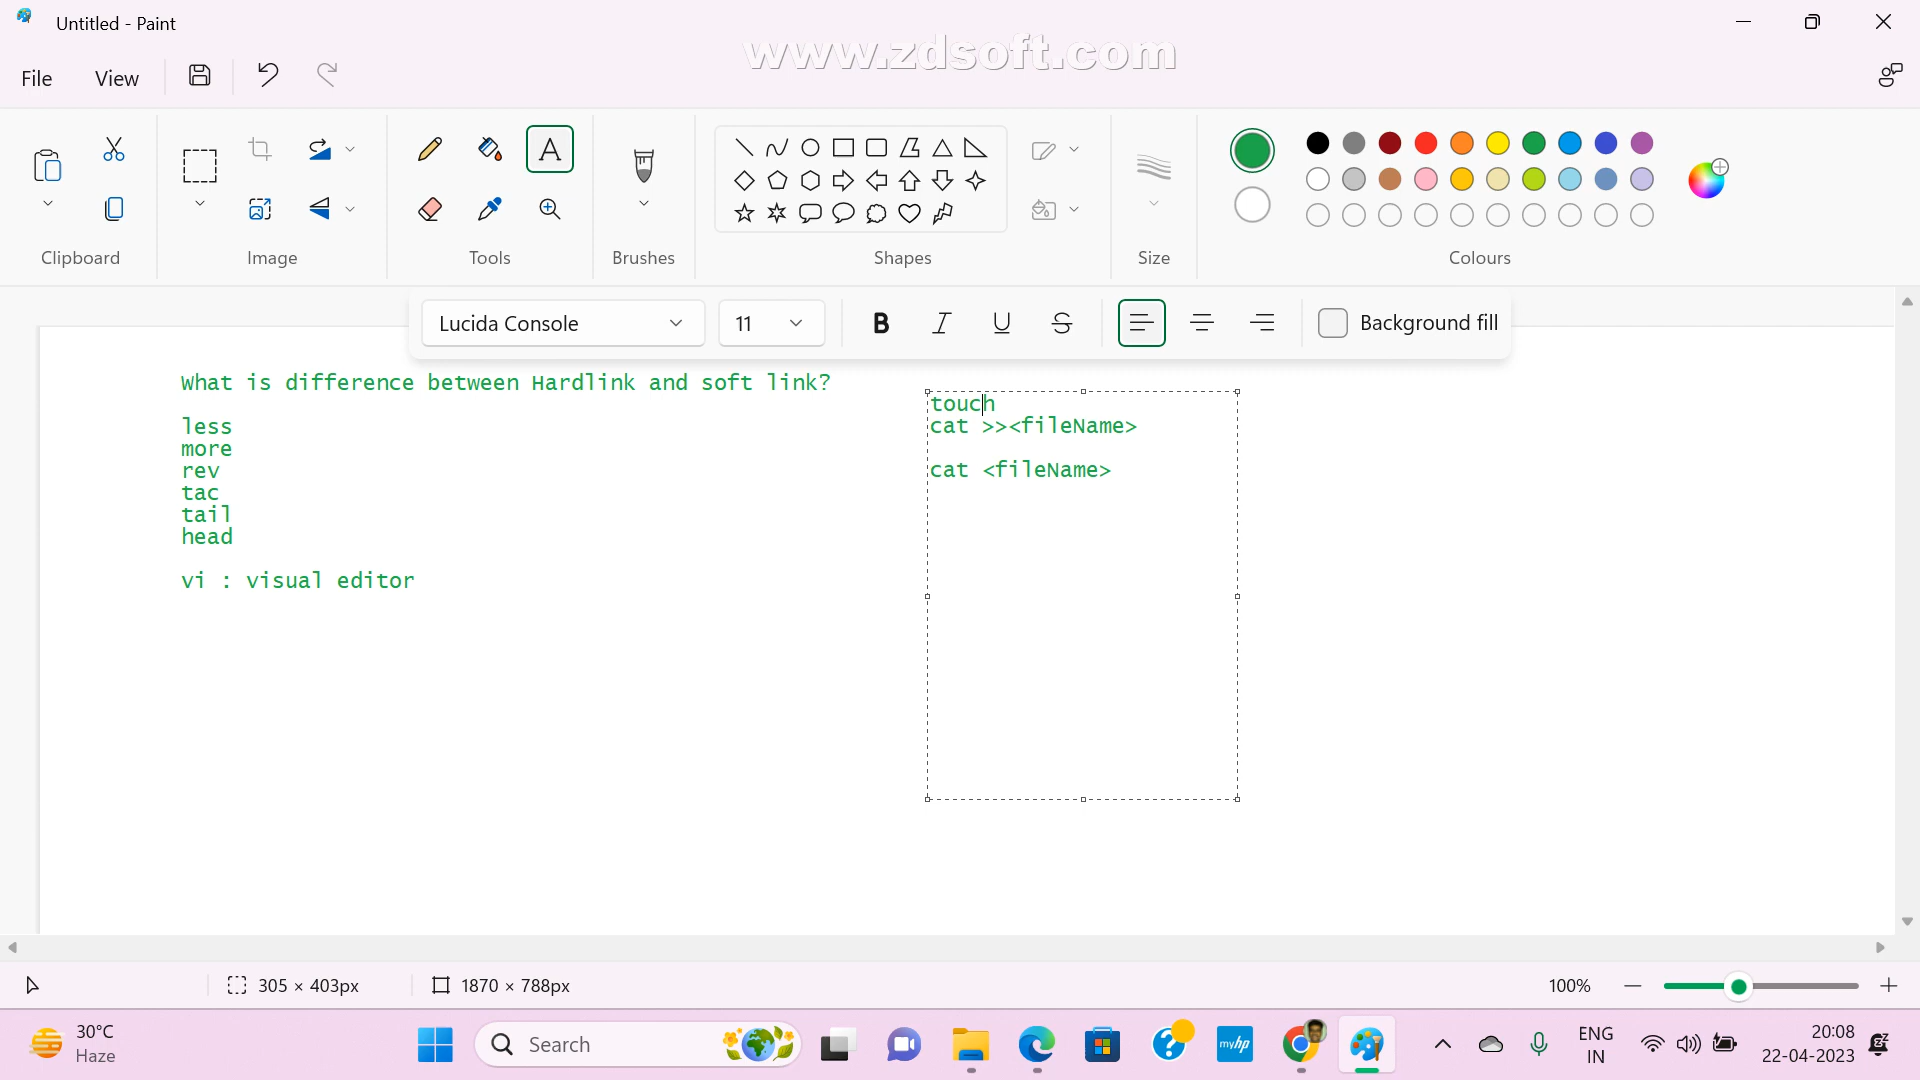 Untitled - Paint
www.zdsoft.com
File View
Clipboard
Image
Tools
Brushes
Shapes
Size
Colours
Lucida Console
11
B I U S
Background fill
What is difference between Hardlink and soft link?
less
more
rev
tac
tail
head
vi : visual editor
touch
cat >><fileName>
cat <fileName>
305 × 403px
1870 × 788px
100%
30°C
Haze
Search
myhp
ENG
IN
20:08
22-04-2023